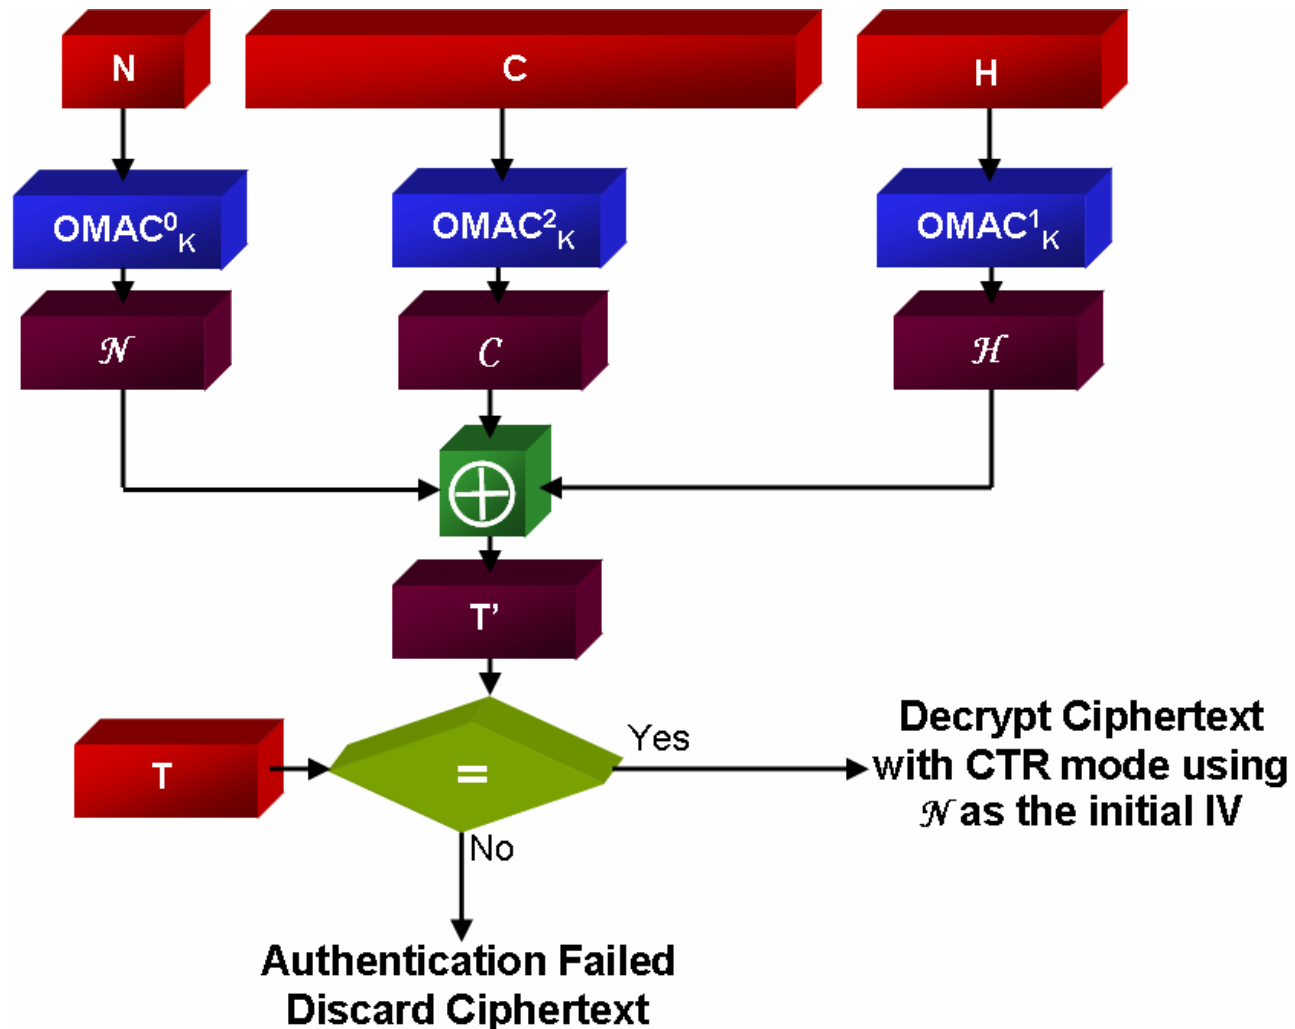 N
C
H
OMAC⁰K
OMAC²K
OMAC¹K
𝒩
C
ℋ
⊕
T’
T
=
Yes
Decrypt Ciphertext
with CTR mode using
𝒩 as the initial IV
No
Authentication Failed
Discard Ciphertext